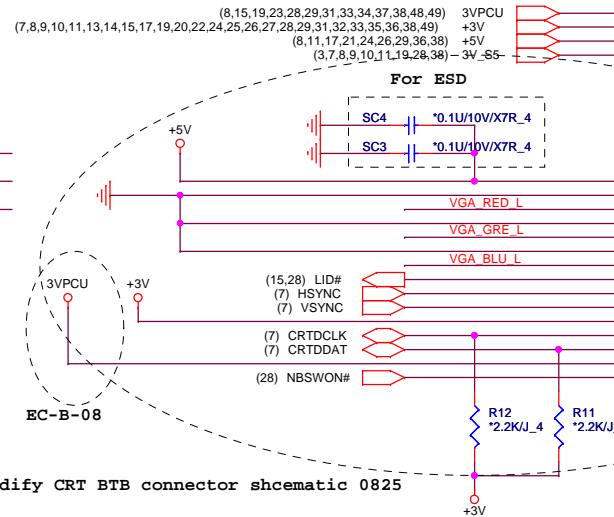 (8,15,19,23,28,29,31,33,34,37,38,48,49) 3VPCU
(7,8,9,10,11,13,14,15,17,19,20,22,24,25,26,27,28,29,31,32,33,35,36,38,49) +3V
(8,11,17,21,24,26,29,36,38) +5V
(3,7,8,9,10,11,19,28,38) 3V_S5
For ESD
SC4 *0.1U/10V/X7R_4
+5V
SC3 *0.1U/10V/X7R_4
VGA_RED_L
VGA_GRE_L
VGA_BLU_L
3VPCU +3V (15,28) LID#
(7) HSYNC
(7) VSYNC
(7) CRTDCLK
(7) CRTDDAT
(28) NBSWON#
EC-B-08
R12 R11
*2.2K/J_4 *2.2K/J_
dify CRT BTB connector shcematic 0825
+3V